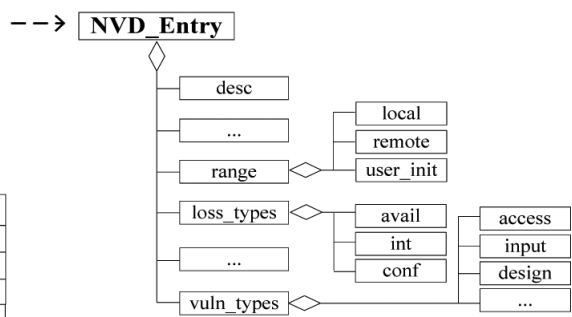 NVD_Entry
desc
...
range
local
remote
user_init
loss_types
avail
int
conf
...
vuln_types
access
input
design
...